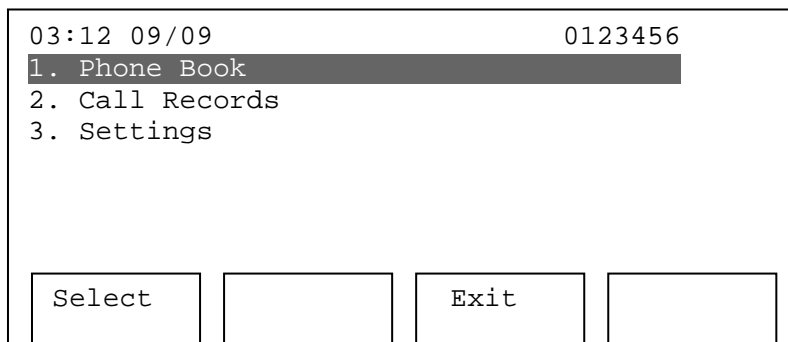 03:12 09/09 0123456
1. Phone Book
2. Call Records
3. Settings
Select Exit